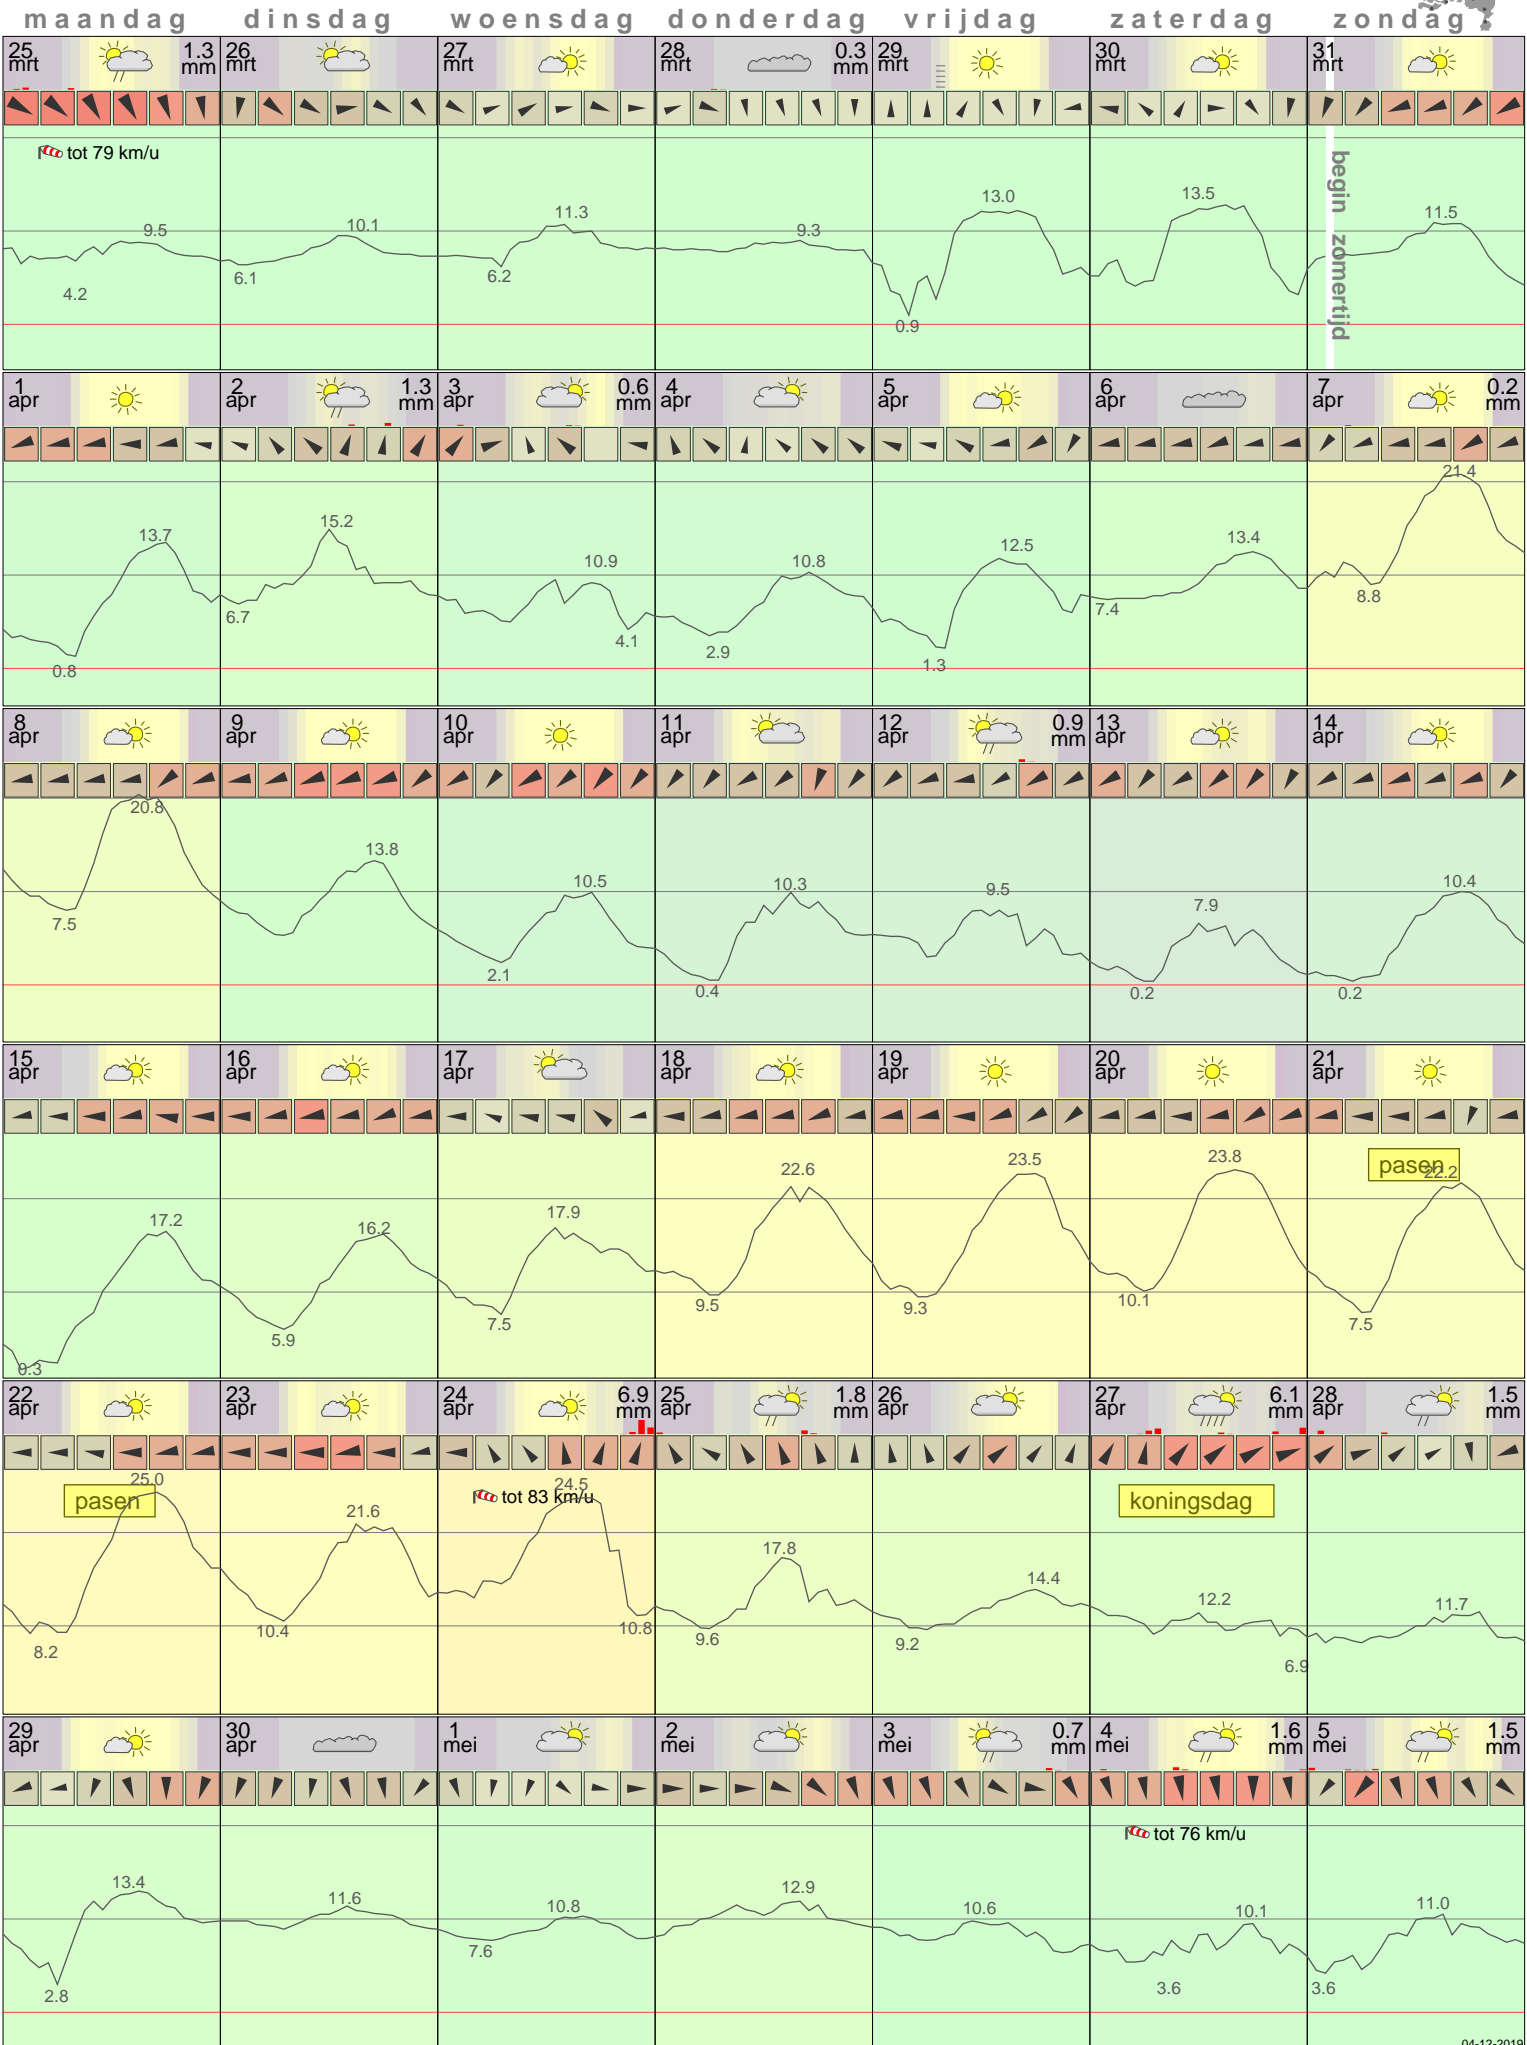 maandag dinsdag woensdag donderdag vrijdag zaterdag zondag
25 mrt 1.3 mm 26 mrt 27 mrt 28 mrt 0.3 mm 29 mrt 30 mrt 31 mrt
tot 79 km/u
begin zomertijd
9.5 10.1 11.3 9.3 13.0 13.5 11.5
4.2 6.1 6.2 0.9
1 apr 2 apr 1.3 mm 3 apr 0.6 mm 4 apr 5 apr 6 apr 7 apr 0.2 mm
13.7 15.2 10.9 10.8 12.5 13.4 21.4
0.8 6.7 4.1 2.9 1.3 7.4 8.8
8 apr 9 apr 10 apr 11 apr 12 apr 0.9 mm 13 apr 14 apr
20.8 13.8 10.5 10.3 9.5 7.9 10.4
7.5 2.1 0.4 0.2 0.2
15 apr 16 apr 17 apr 18 apr 19 apr 20 apr 21 apr
pasen
17.2 16.2 17.9 22.6 23.5 23.8 22.2
0.3 5.9 7.5 9.5 9.3 10.1 7.5
22 apr 23 apr 24 apr 6.9 mm 25 apr 1.8 mm 26 apr 27 apr 6.1 mm 28 apr 1.5 mm
pasen tot 83 km/u koningsdag
25.0 21.6 24.5 17.8 14.4 12.2 11.7
8.2 10.4 10.8 9.6 9.2 6.9
29 apr 30 apr 1 mei 2 mei 3 mei 0.7 mm 4 mei 1.6 mm 5 mei 1.5 mm
tot 76 km/u
13.4 11.6 10.8 12.9 10.6 10.1 11.0
2.8 7.6 3.6 3.6
04-12-2019